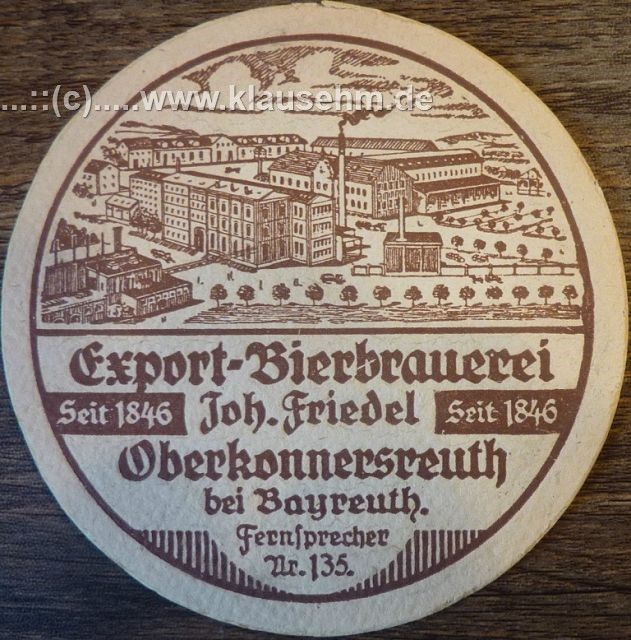 ...::(c).....www.klausehm.de
Export-Bierbrauerei
Seit 1846 Joh. Friedel Seit 1846
Oberkonnersreuth
bei Bayreuth.
Fernsprecher
Nr. 135.